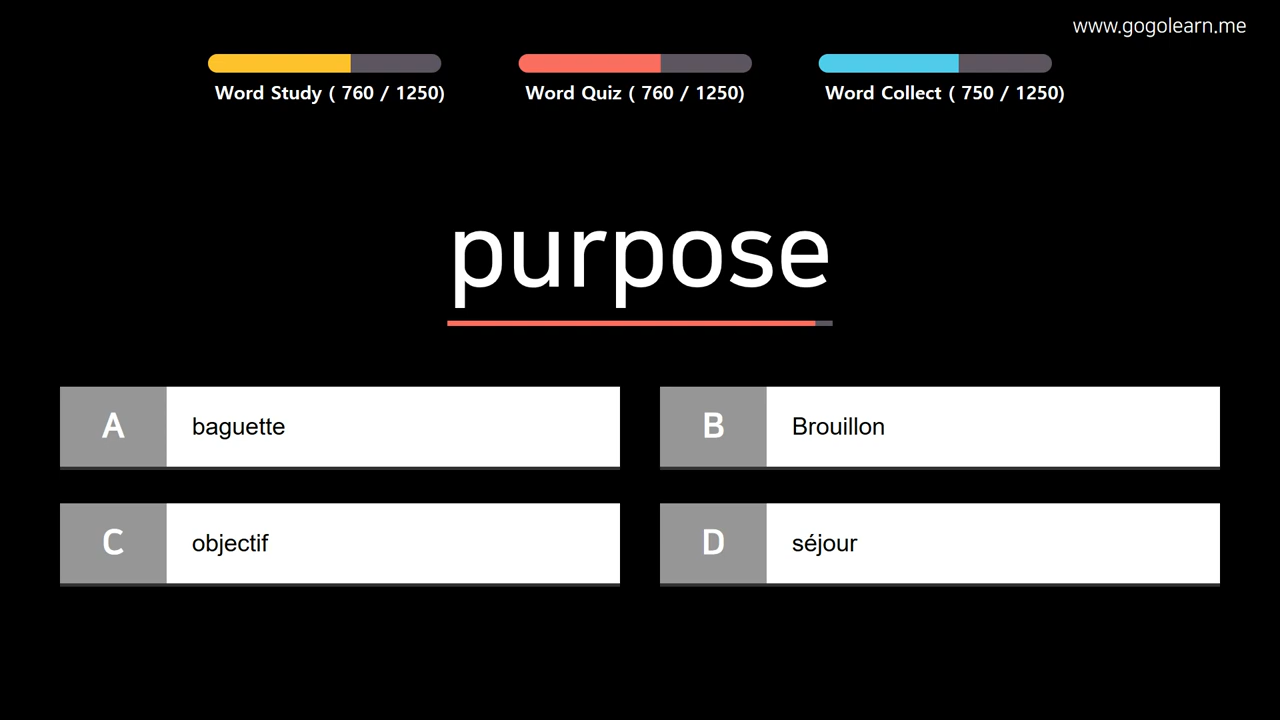 www.gogolearn.me
Word Study ( 760 / 1250)
Word Quiz ( 760 / 1250)
Word Collect ( 750 / 1250)
purpose
A baguette
B Brouillon
C objectif
D séjour